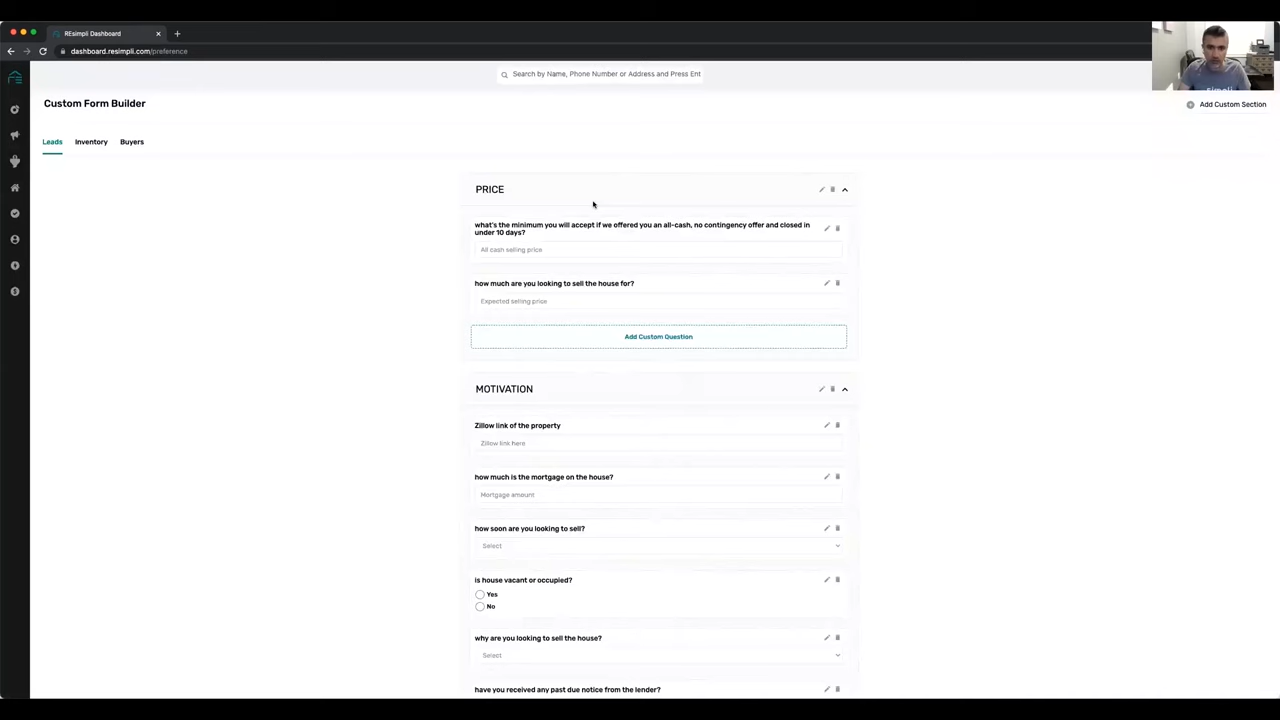 REsimpli Dashboard
dashboard.resimpli.com/preference
Search by Name, Phone Number or Address and Press Ent
Custom Form Builder
Add Custom Section
Leads
Inventory
Buyers
PRICE
what's the minimum you will accept if we offered you an all-cash, no contingency offer and closed in
under 10 days?
All cash selling price
how much are you looking to sell the house for?
Expected selling price
Add Custom Question
MOTIVATION
Zillow link of the property
Zillow link here
how much is the mortgage on the house?
Mortgage amount
how soon are you looking to sell?
Select
is house vacant or occupied?
Yes
No
why are you looking to sell the house?
Select
have you received any past due notice from the lender?